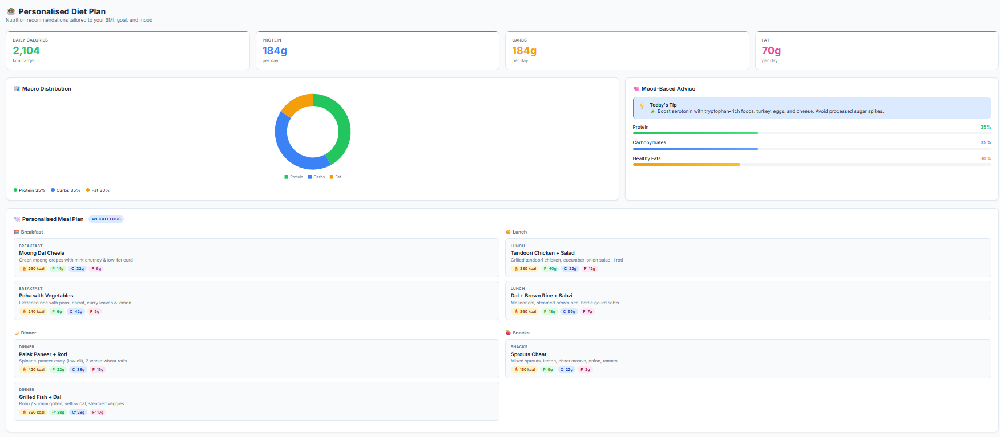 Personalised Diet Plan
Nutrition recommendations tailored to your BMI, goal, and mood
DAILY CALORIES
2,104
kcal target
PROTEIN
184g
per day
CARBS
184g
per day
FAT
70g
per day
Macro Distribution
Protein Carbs Fat
Protein 35% Carbs 35% Fat 30%
Mood-Based Advice
Today's Tip
Boost serotonin with tryptophan-rich foods: turkey, eggs, and cheese. Avoid processed sugar spikes.
Protein 35%
Carbohydrates 35%
Healthy Fats 30%
Personalised Meal Plan WEIGHT LOSS
Breakfast
BREAKFAST
Moong Dal Cheela
Green moong crepes with mint chutney & low-fat curd
260 kcal P: 14g C: 32g F: 6g
BREAKFAST
Poha with Vegetables
Flattened rice with peas, carrot, curry leaves & lemon
240 kcal P: 6g C: 42g F: 5g
Lunch
LUNCH
Tandoori Chicken + Salad
Grilled tandoori chicken, cucumber-onion salad, 1 roti
380 kcal P: 40g C: 22g F: 12g
LUNCH
Dal + Brown Rice + Sabzi
Masoor dal, steamed brown rice, bottle gourd sabzi
360 kcal P: 18g C: 55g F: 7g
Dinner
DINNER
Palak Paneer + Roti
Spinach-paneer curry (low oil), 2 whole wheat rotis
420 kcal P: 22g C: 38g F: 16g
DINNER
Grilled Fish + Dal
Rohu / surmai grilled, yellow dal, steamed veggies
390 kcal P: 38g C: 28g F: 10g
Snacks
SNACKS
Sprouts Chaat
Mixed sprouts, lemon, chaat masala, onion, tomato
150 kcal P: 9g C: 22g F: 2g